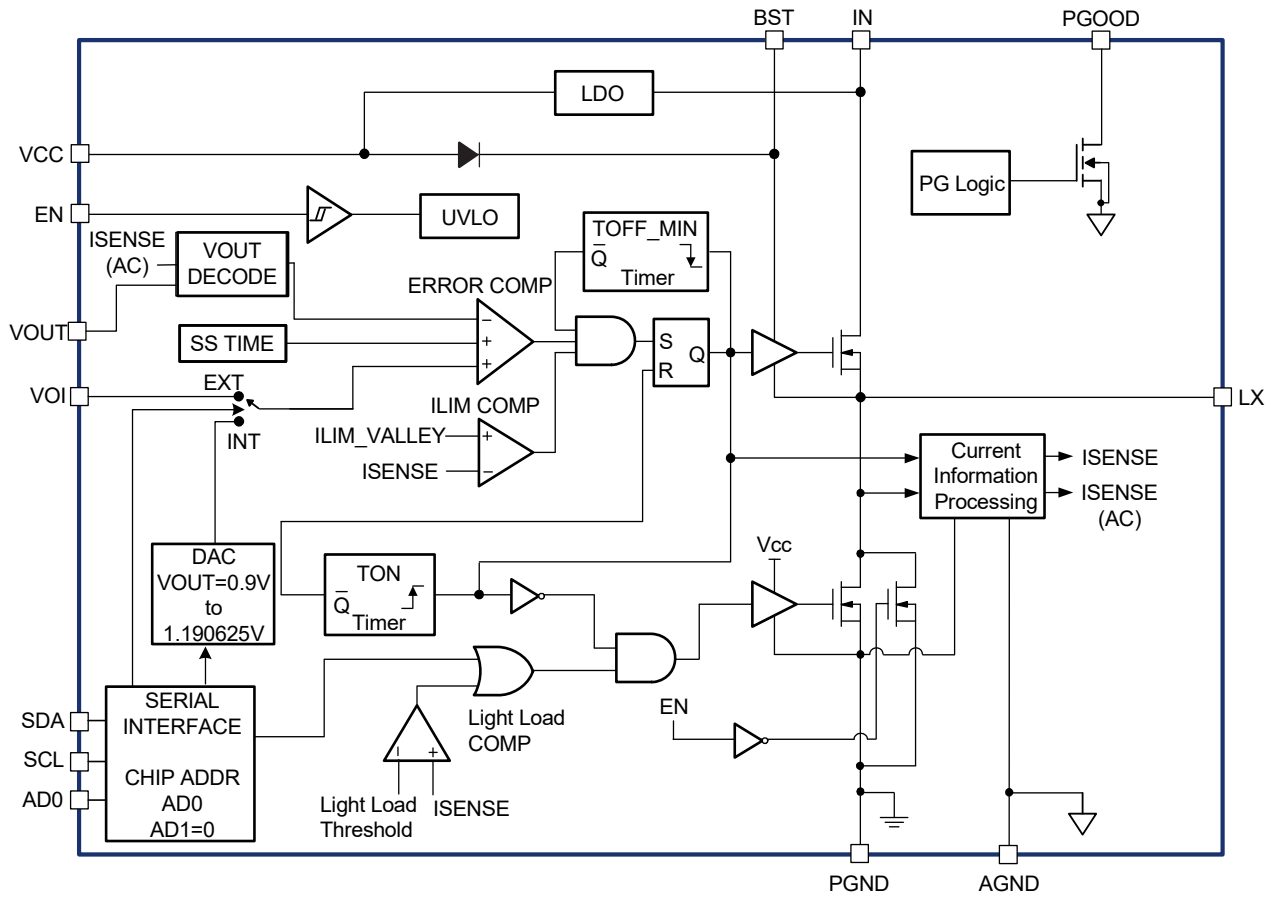 BST
IN
PGOOD
LDO
VCC
PG Logic
EN
UVLO
TOFF_MIN
Q̅
Timer
ISENSE
(AC)
VOUT
DECODE
ERROR COMP
VOUT
SS TIME
−
+
+
S
Q
R
VOI
EXT
INT
LX
ILIM COMP
ILIM_VALLEY
+
ISENSE
−
Current
Information
Processing
ISENSE
ISENSE
(AC)
DAC
VOUT=0.9V
to
1.190625V
TON
Q̅
Timer
Vcc
SERIAL
INTERFACE
CHIP ADDR
AD0
AD1=0
SDA
SCL
AD0
Light Load
COMP
−
+
Light Load
Threshold
ISENSE
EN
PGND
AGND